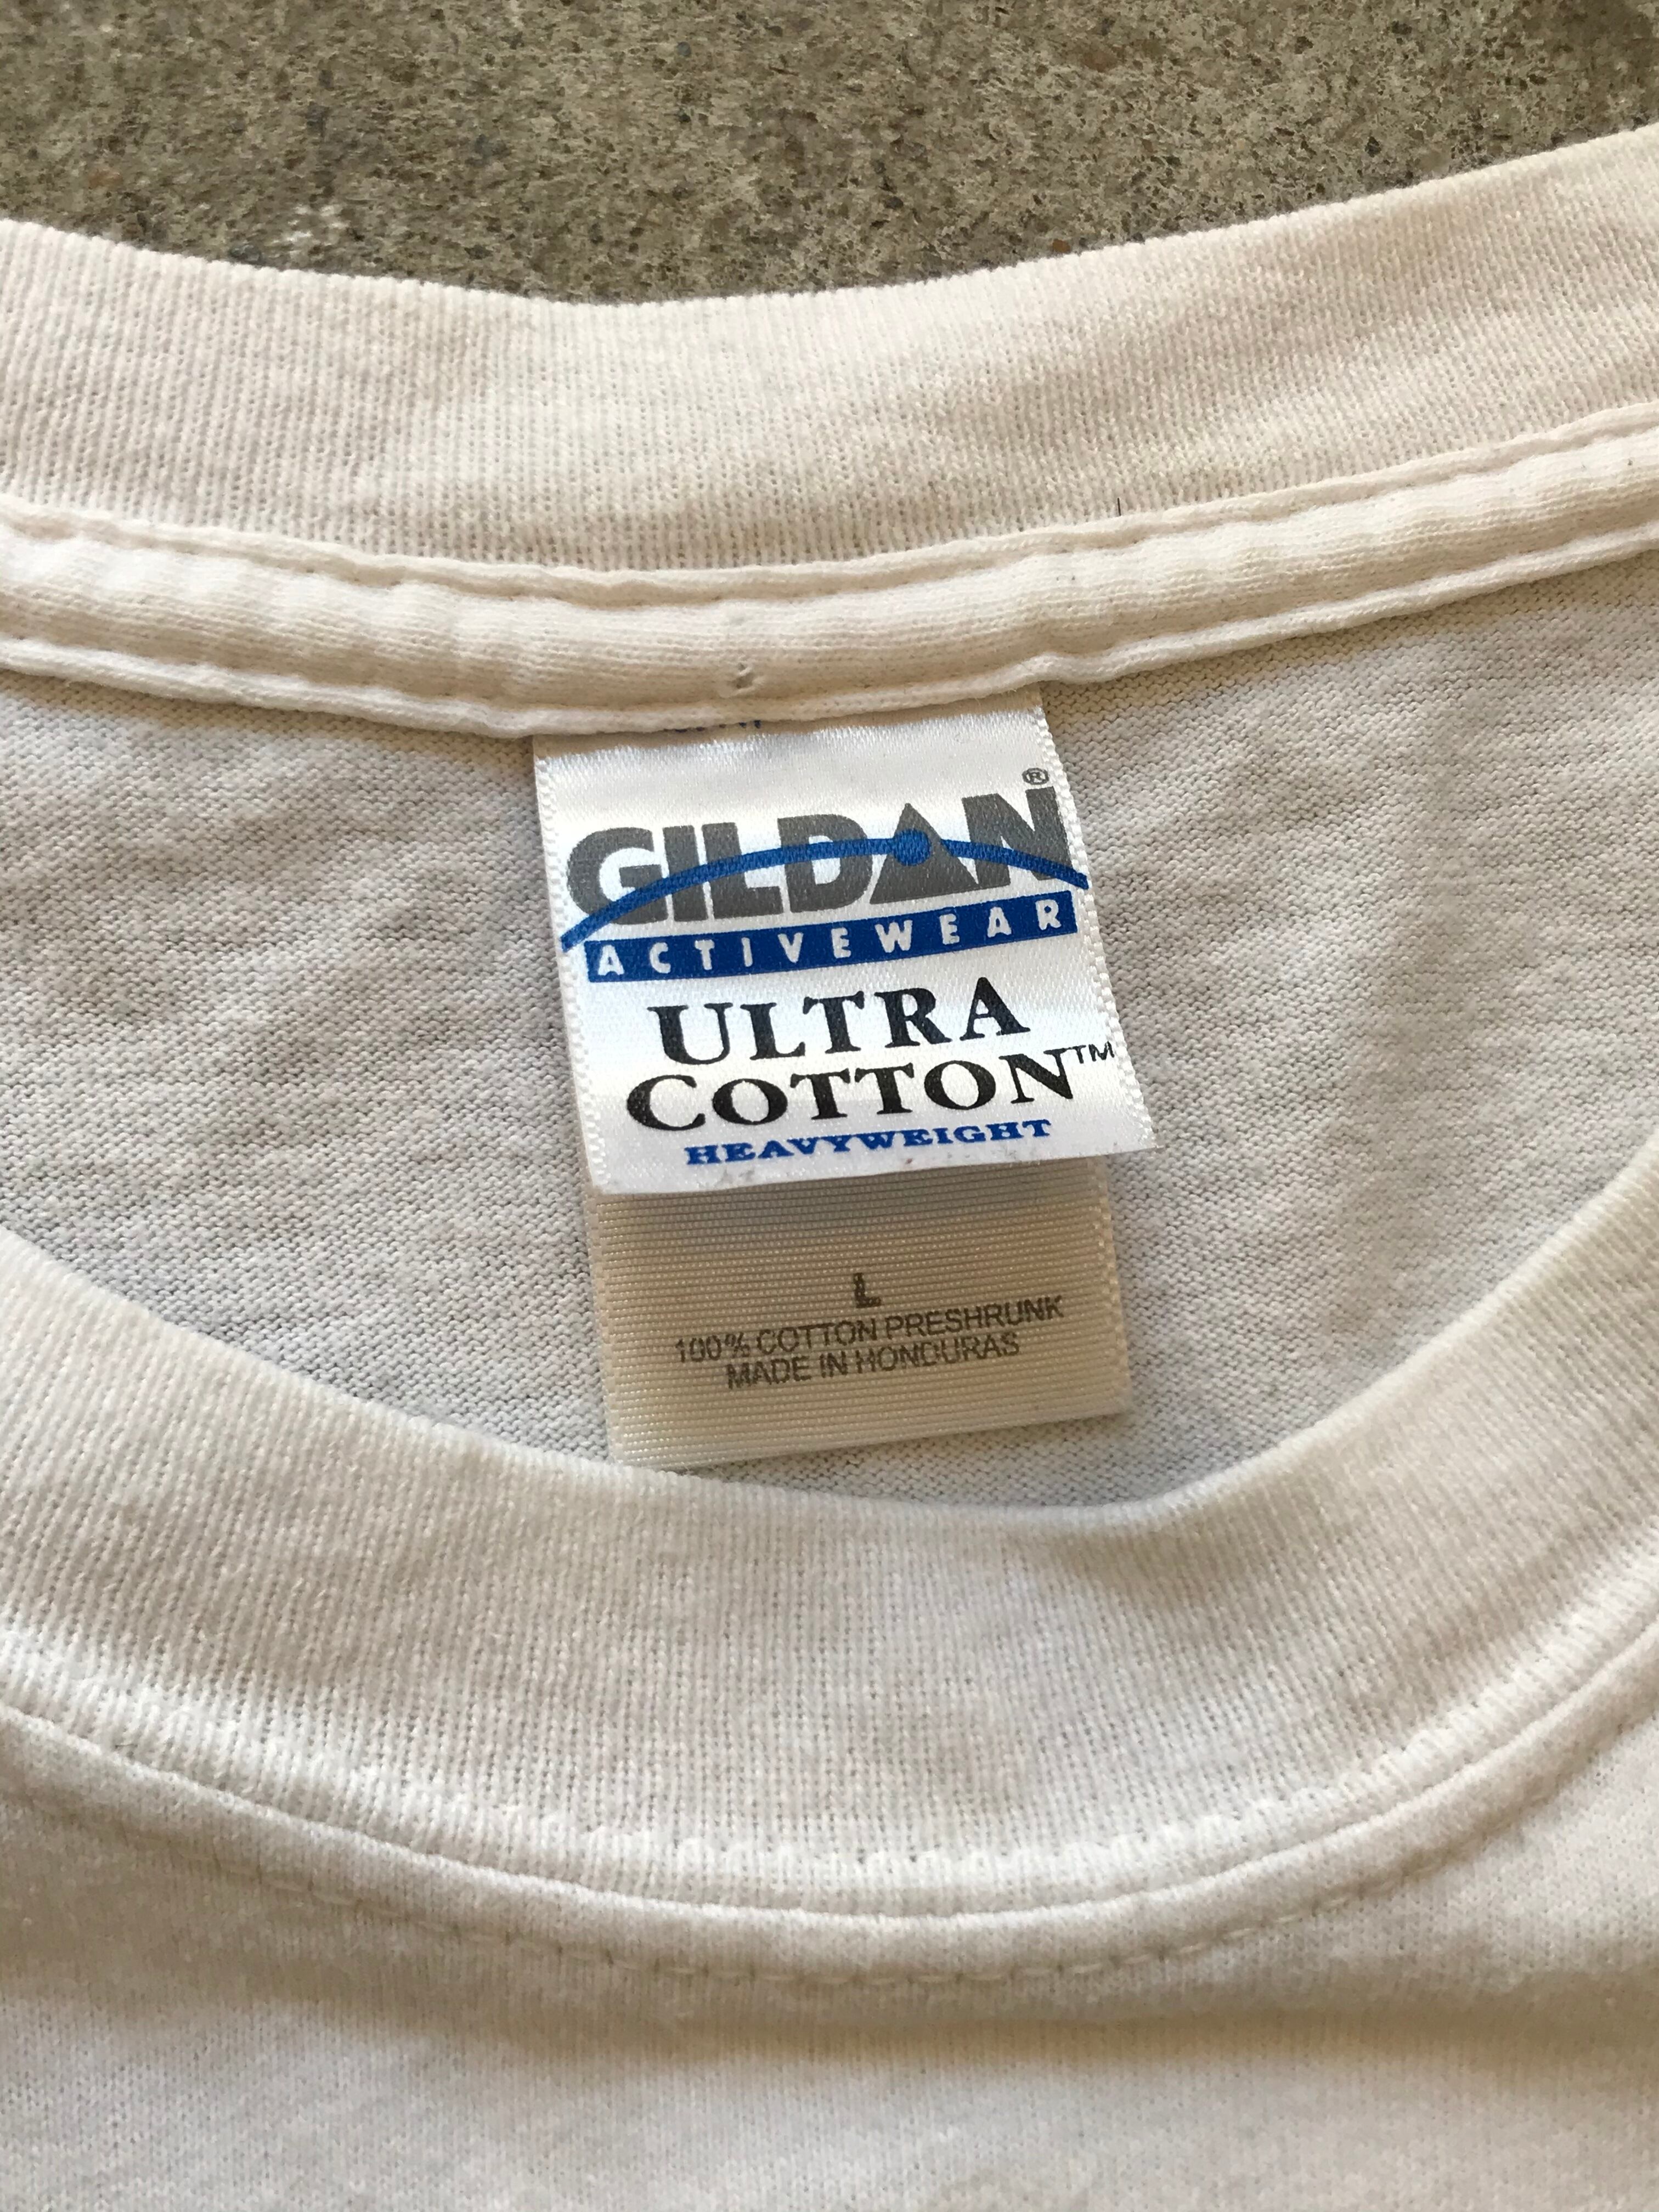 GILDAN®
ACTIVEWEAR
ULTRA
COTTON™
HEAVYWEIGHT
L
100% COTTON PRESHRUNK
MADE IN HONDURAS